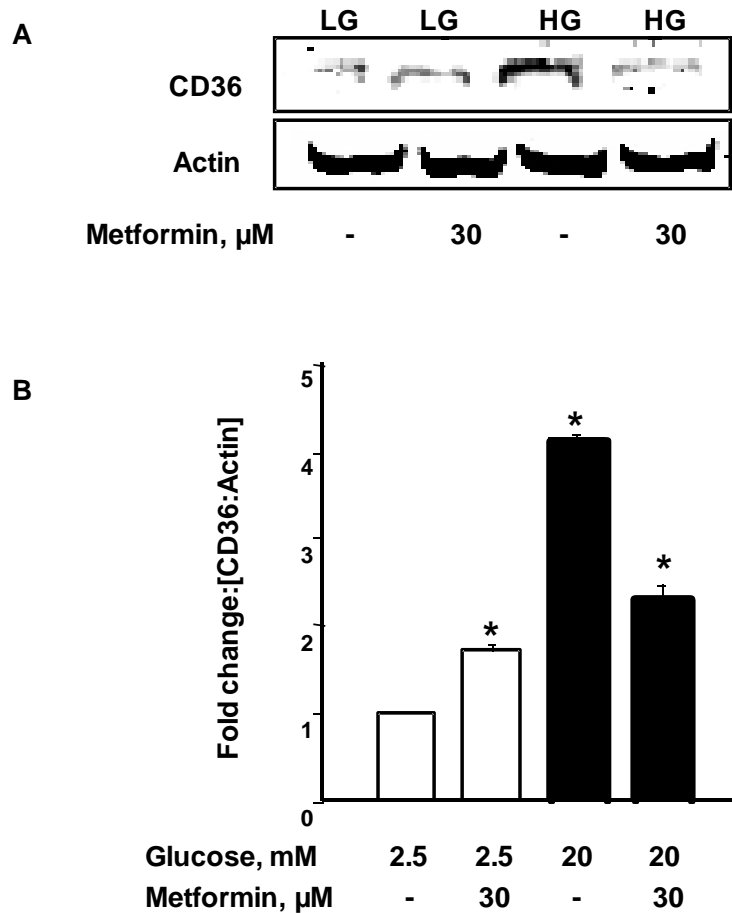 A
LG LG HG HG
CD36
Actin
Metformin, µM - 30 - 30
B
Fold change:[CD36:Actin]
5
4
3
2
1
0
* * * *
Glucose, mM 2.5 2.5 20 20
Metformin, µM - 30 - 30